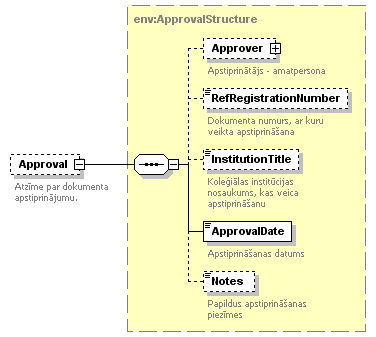 env:ApprovalStructure
Approver
Apstiprinātājs - amatpersona
RefRegistrationNumber
Dokumenta numurs, ar kuru
veikta apstiprināšana
InstitutionTitle
Koleģiālas institūcijas
nosaukums, kas veica
apstiprināšanu
Approval
Atzīme par dokumenta
apstiprinājumu.
ApprovalDate
Apstiprināšanas datums
Notes
Papildus apstiprināšanas
piezīmes